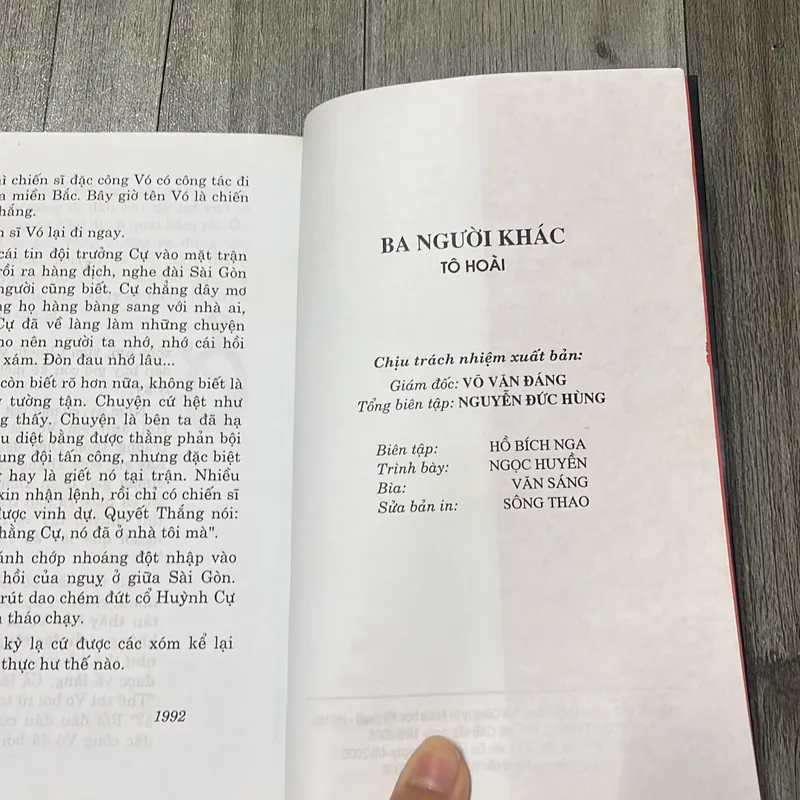 ì chiến sĩ đặc công Vó có công tác đi
a miền Bắc. Bây giờ tên Vó là chiến
hắng.
n sĩ Vó lại đi ngay.
cái tin đội trưởng Cự vào mặt trận
rồi ra hàng địch, nghe đài Sài Gòn
người cũng biết. Cự chẳng dây mơ
ng họ hàng bàng sang với nhà ai,
Cự đã về làng làm những chuyện
ho nên người ta nhớ, nhớ cái hồi
xám. Đòn đau nhớ lâu...
còn biết rõ hơn nữa, không biết là
y tường tận. Chuyện cứ hệt như
ng thấy. Chuyện là bên ta đã hạ
u diệt bằng được thằng phản bội
ung đội tấn công, nhưng đặc biệt
g hay là giết nó tại trận. Nhiều
xin nhận lệnh, rồi chỉ có chiến sĩ
được vinh dự. Quyết Thắng nói:
hằng Cự, nó đã ở nhà tôi mà".
ánh chớp nhoáng đột nhập vào
hồi của nguỵ ở giữa Sài Gòn.
rút dao chém đứt cổ Huỳnh Cự
n tháo chạy.
kỳ lạ cứ được các xóm kể lại
thực hư thế nào.
1992
BA NGƯỜI KHÁC
TÔ HOÀI
Chịu trách nhiệm xuất bản:
Giám đốc: VÕ VĂN ĐÁNG
Tổng biên tập: NGUYỄN ĐỨC HÙNG
Biên tập: HỒ BÍCH NGA
Trình bày: NGỌC HUYỀN
Bìa: VĂN SÁNG
Sửa bản in: SÔNG THAO